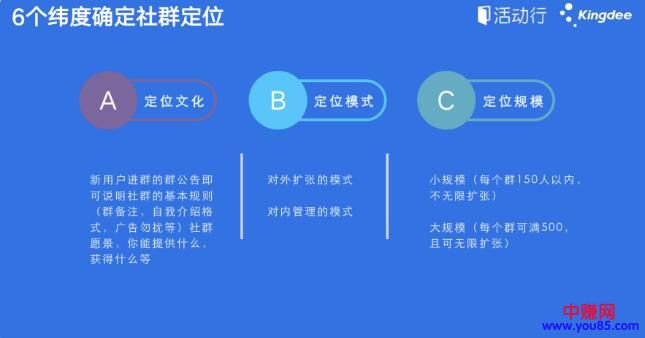 6个纬度确定社群定位
活动行
Kingdee
A
定位文化
B
定位模式
C
定位规模
新用户进群的群公告即
可说明社群的基本规则
（群备注，自我介绍格
式，广告勿扰等）社群
愿景，你能提供什么，
获得什么等
对外扩张的模式
对内管理的模式
小规模（每个群150人以内，
不无限扩张）
大规模（每个群可满500，
且可无限扩张）
中赚网
www.you85.com